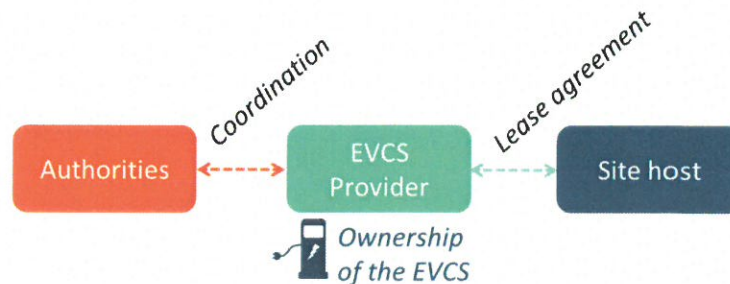 Coordination
Lease agreement
Authorities
EVCS
Provider
Site host
Ownership
of the EVCS